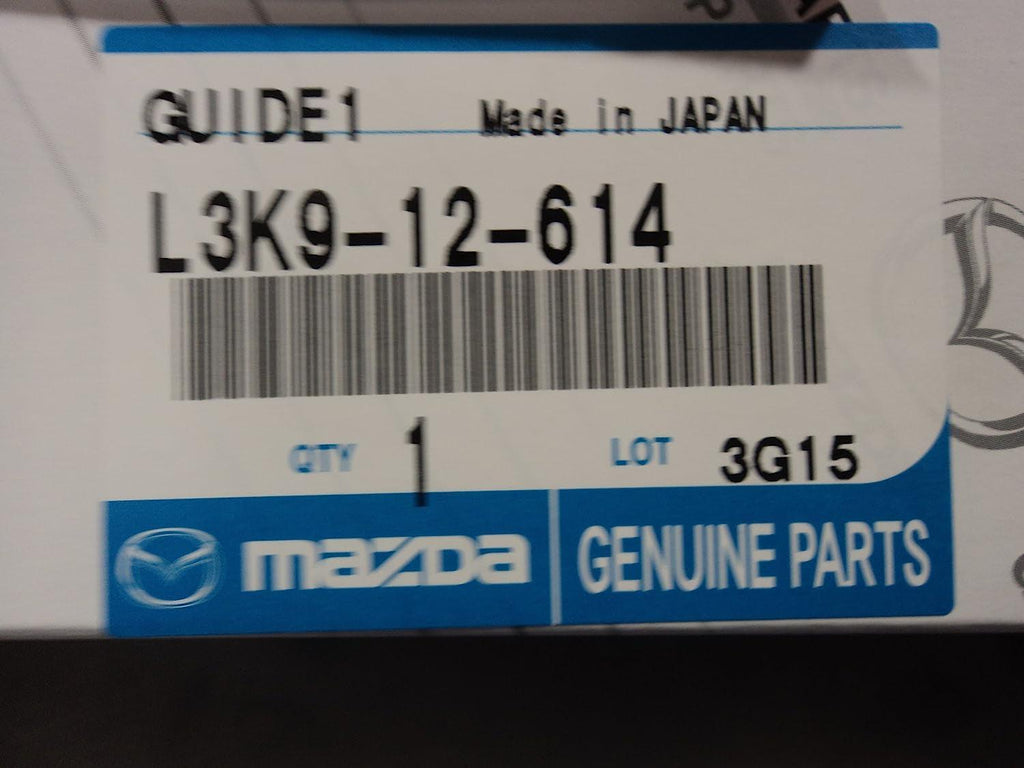 GUIDE1 Made in JAPAN
L3K9-12-614
QTY 1 LOT 3G15
mazda GENUINE PARTS